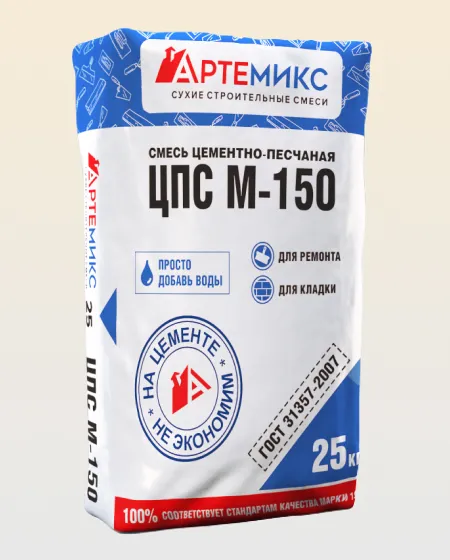 АРТЕМИКС
СУХИЕ СТРОИТЕЛЬНЫЕ СМЕСИ
СМЕСЬ ЦЕМЕНТНО-ПЕСЧАНАЯ
ЦПС М-150
ПРОСТО
ДОБАВЬ ВОДЫ
ДЛЯ РЕМОНТА
ДЛЯ КЛАДКИ
НА ЦЕМЕНТЕ
НЕ ЭКОНОМИМ
ГОСТ 31357-2007
25 кг
100% СООТВЕТСТВУЕТ СТАНДАРТАМ КАЧЕСТВА МАРКИ
АРТЕМИКС
25
ЦПС М-150